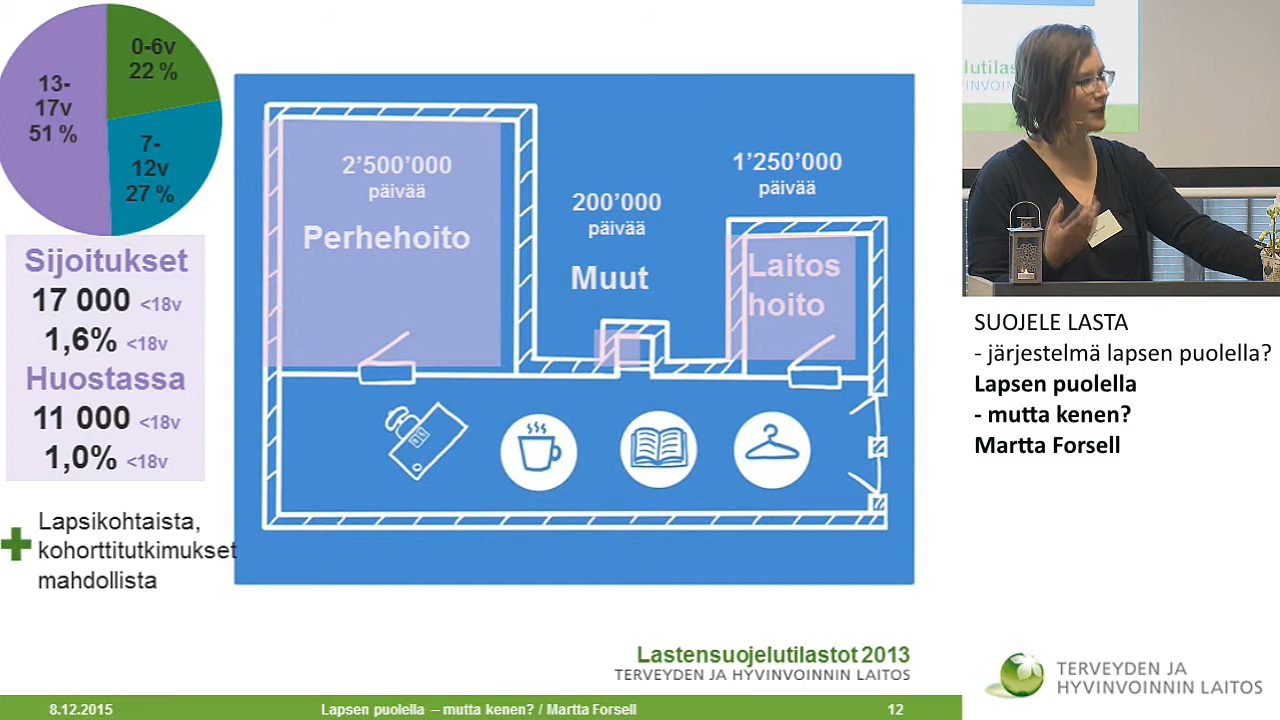 0-6v
22 %
13-
17v
51 %
7-
12v
27 %
Sijoitukset
17 000 <18v
1,6% <18v
Huostassa
11 000 <18v
1,0% <18v
Lapsikohtaista,
kohorttitutkimukset
mahdollista
2’500’000
päivää
Perhehoito
200’000
päivää
Muut
1’250’000
päivää
Laitos
hoito
Lastensuojelutilastot 2013
TERVEYDEN JA HYVINVOINNIN LAITOS
8.12.2015
Lapsen puolella – mutta kenen? / Martta Forsell
12
SUOJELE LASTA
- järjestelmä lapsen puolella?
Lapsen puolella
- mutta kenen?
Martta Forsell
TERVEYDEN JA
HYVINVOINNIN LAITOS